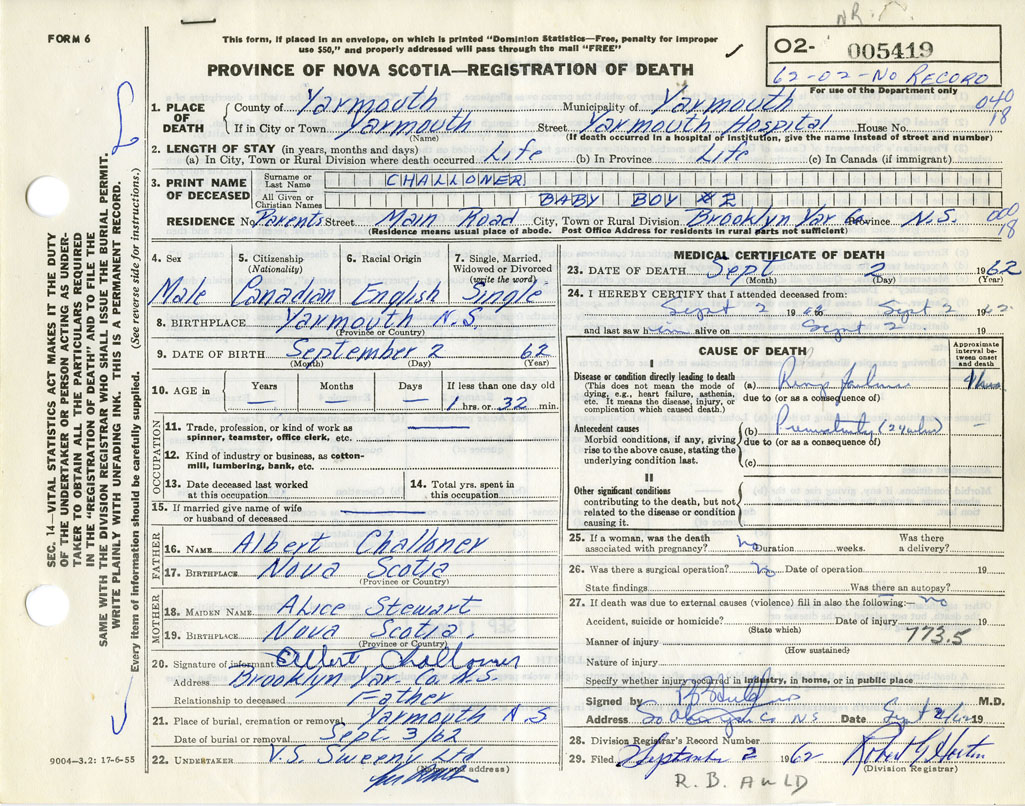 N.R.
FORM 6
This form, if placed in an envelope, on which is printed "Dominion Statistics—Free, penalty for improper
use $50," and properly addressed will pass through the mail "FREE"
02- 005419
62-02-No RECORD
For use of the Department only
PROVINCE OF NOVA SCOTIA—REGISTRATION OF DEATH
1. PLACE OF DEATH County of Yarmouth Municipality of Yarmouth 040
If in City or Town Yarmouth Street Yarmouth Hospital House No. 18
(Name) (If death occurred in a hospital or institution, give the name instead of street and number)
2. LENGTH OF STAY (in years, months and days)
(a) In City, Town or Rural Division where death occurred Life (b) In Province Life (c) In Canada (if immigrant)
3. PRINT NAME OF DECEASED
Surname or Last Name CHALLONER
All Given or Christian Names BABY BOY #2
RESIDENCE No. Parents Street Main Road City, Town or Rural Division Brooklyn Yar. Co. Province N.S. 000
18
(Residence means usual place of abode. Post Office Address for residents in rural parts not sufficient)
4. Sex Male
5. Citizenship (Nationality) Canadian
6. Racial Origin English
7. Single, Married, Widowed or Divorced (write the word) Single
8. BIRTHPLACE Yarmouth N.S.
(Province or Country)
9. DATE OF BIRTH September 2 62
(Month) (Day) (Year)
10. AGE in Years — Months — Days — If less than one day old 1 hrs. or 32 min.
OCCUPATION
11. Trade, profession, or kind of work as
spinner, teamster, office clerk, etc. —
12. Kind of industry or business, as cotton-
mill, lumbering, bank, etc.
13. Date deceased last worked
at this occupation
14. Total yrs. spent in
this occupation
15. If married give name of wife
or husband of deceased —
FATHER
16. NAME Albert Challoner
17. BIRTHPLACE Nova Scotia
(Province or Country)
MOTHER
18. MAIDEN NAME Alice Stewart
19. BIRTHPLACE Nova Scotia.
(Province or Country)
20. Signature of informant Albert Challoner
Address Brooklyn Yar. Co. N.S.
Relationship to deceased Father
21. Place of burial, cremation or removal Yarmouth N S
Date of burial or removal Sept. 3/62
22. UNDERTAKER V.S. Sweeny Ltd
(Name and address)
MEDICAL CERTIFICATE OF DEATH
23. DATE OF DEATH Sept 2 1962
(Month) (Day) (Year)
24. I HEREBY CERTIFY that I attended deceased from:
Sept 2 19 62 to Sept 2 1962
and last saw him alive on Sept 2 19
CAUSE OF DEATH
Approximate interval between onset and death
I
Disease or condition directly leading to death
(This does not mean the mode of
dying, e.g., heart failure, asthenia,
etc. It means the disease, injury, or
complication which caused death.)
(a) Resp failure
due to (or as a consequence of)
Antecedent causes
Morbid conditions, if any, giving
rise to the above cause, stating the
underlying condition last.
(b) Prematurity —
due to (or as a consequence of)
(c)
II
Other significant conditions
contributing to the death, but not
related to the disease or condition
causing it.
25. If a woman, was the death
associated with pregnancy? No Duration weeks. Was there
a delivery?
26. Was there a surgical operation? No Date of operation 19
State findings Was there an autopsy?
27. If death was due to external causes (violence) fill in also the following:— no
Accident, suicide or homicide? Date of injury 19
(State which)
773.5
Manner of injury
(How sustained)
Nature of injury
Specify whether injury occurred in industry, in home, or in public place
Signed by M.D.
Address N.S. Date Sept 2/62 19
28. Division Registrar's Record Number
29. Filed September 2 1962 Robert G. Horton
(Division Registrar)
R. B. AULD
9004—3.2: 17-6-55
SEC. 14—VITAL STATISTICS ACT MAKES IT THE DUTY
OF THE UNDERTAKER OR PERSON ACTING AS UNDER-
TAKER TO OBTAIN ALL THE PARTICULARS REQUIRED
IN THE "REGISTRATION OF DEATH" AND TO FILE THE
SAME WITH THE DIVISION REGISTRAR WHO SHALL ISSUE THE BURIAL PERMIT.
WRITE PLAINLY WITH UNFADING INK. THIS IS A PERMANENT RECORD.
Every item of Information should be carefully supplied. (See reverse side for instructions.)